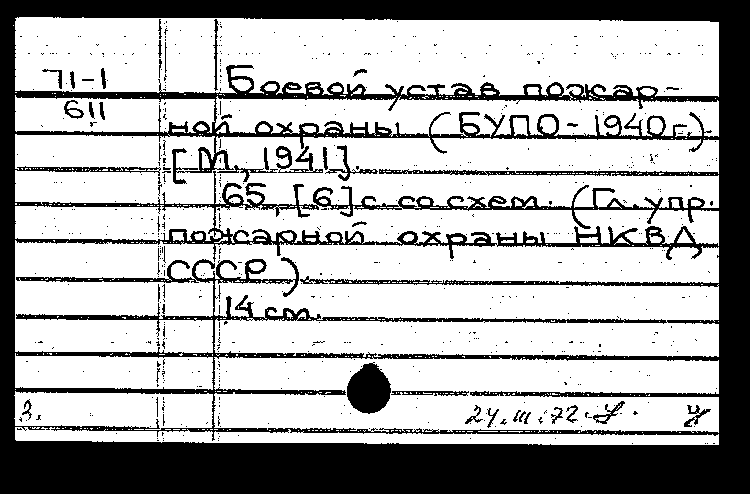 71-1
611
Боевой устав пожар-
ной охраны (БУПО-1940г.)
[М., 1941].
65, [6] с. со схем. (Гл. упр.
пожарной охраны НКВД
СССР).
14 см.
3.
24.III.72.